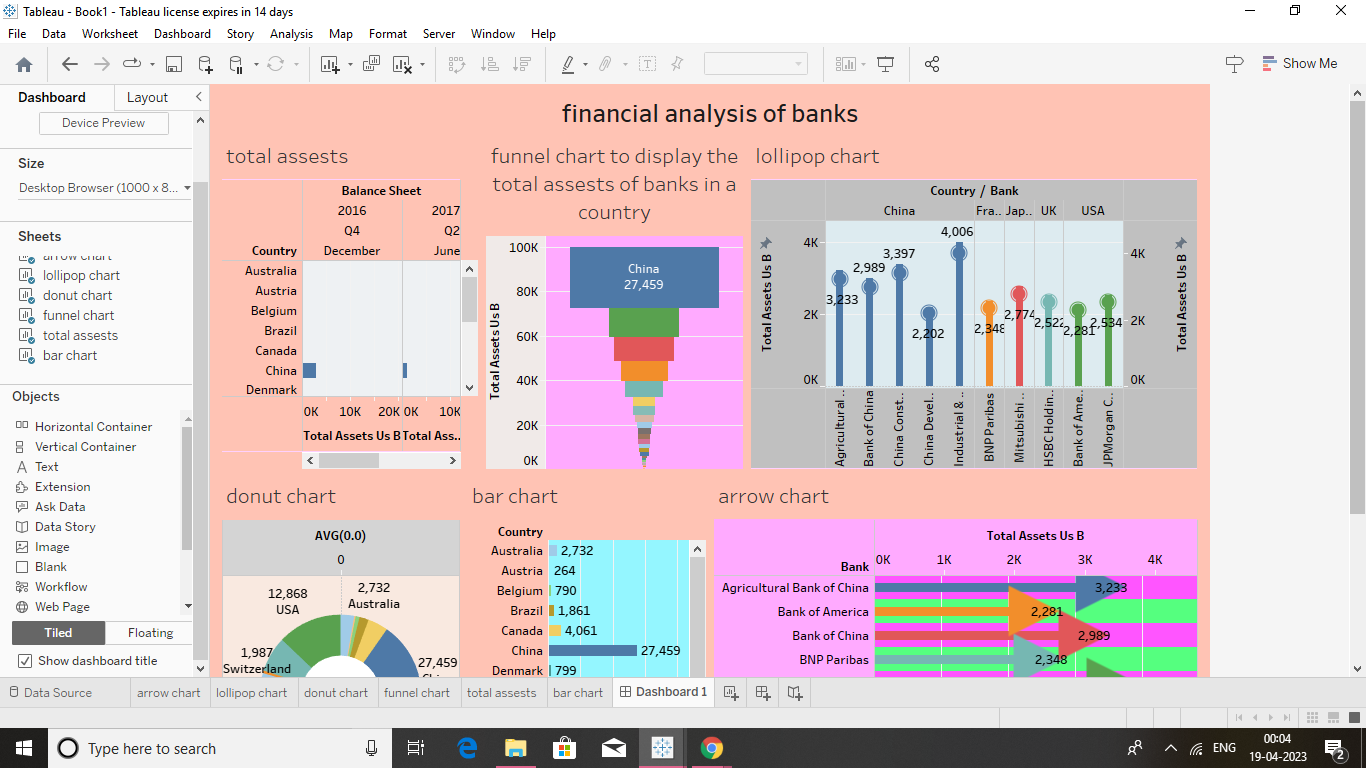 Tableau - Book1 - Tableau license expires in 14 days
File Data Worksheet Dashboard Story Analysis Map Format Server Window Help
Show Me
Dashboard Layout
Device Preview
Size
Desktop Browser (1000 x 8...
Sheets
arrow chart
lollipop chart
donut chart
funnel chart
total assests
bar chart
Objects
Horizontal Container
Vertical Container
Text
Extension
Ask Data
Data Story
Image
Blank
Workflow
Web Page
Tiled Floating
Show dashboard title
financial analysis of banks
total assests
Balance Sheet
2016 2017
Q4 Q2
Country December June
Australia
Austria
Belgium
Brazil
Canada
China
Denmark
0K 10K 20K 0K 10K
Total Assets Us B Total Ass..
funnel chart to display the
total assests of banks in a
country
Total Assets Us B
100K
80K
60K
40K
20K
0K
China
27,459
lollipop chart
Country / Bank
China Fra.. Jap.. UK USA
Total Assets Us B
4K
2K
0K
3,233
2,989
3,397
2,202
4,006
2,348
2,774
2,522
2,281
2,534
4K
2K
0K
Total Assets Us B
Agricultural ..
Bank of China
China Const..
China Devel..
Industrial & ..
BNP Paribas
Mitsubishi ..
HSBC Holdin..
Bank of Ame..
JPMorgan C..
donut chart
AVG(0.0)
0
12,868
USA
2,732
Australia
1,987
Switzerland
27,459
bar chart
Country
Australia 2,732
Austria 264
Belgium 790
Brazil 1,861
Canada 4,061
China 27,459
Denmark 799
arrow chart
Total Assets Us B
Bank 0K 1K 2K 3K 4K
Agricultural Bank of China 3,233
Bank of America 2,281
Bank of China 2,989
BNP Paribas 2,348
Data Source arrow chart lollipop chart donut chart funnel chart total assests bar chart Dashboard 1
Type here to search
ENG
00:04
19-04-2023
2